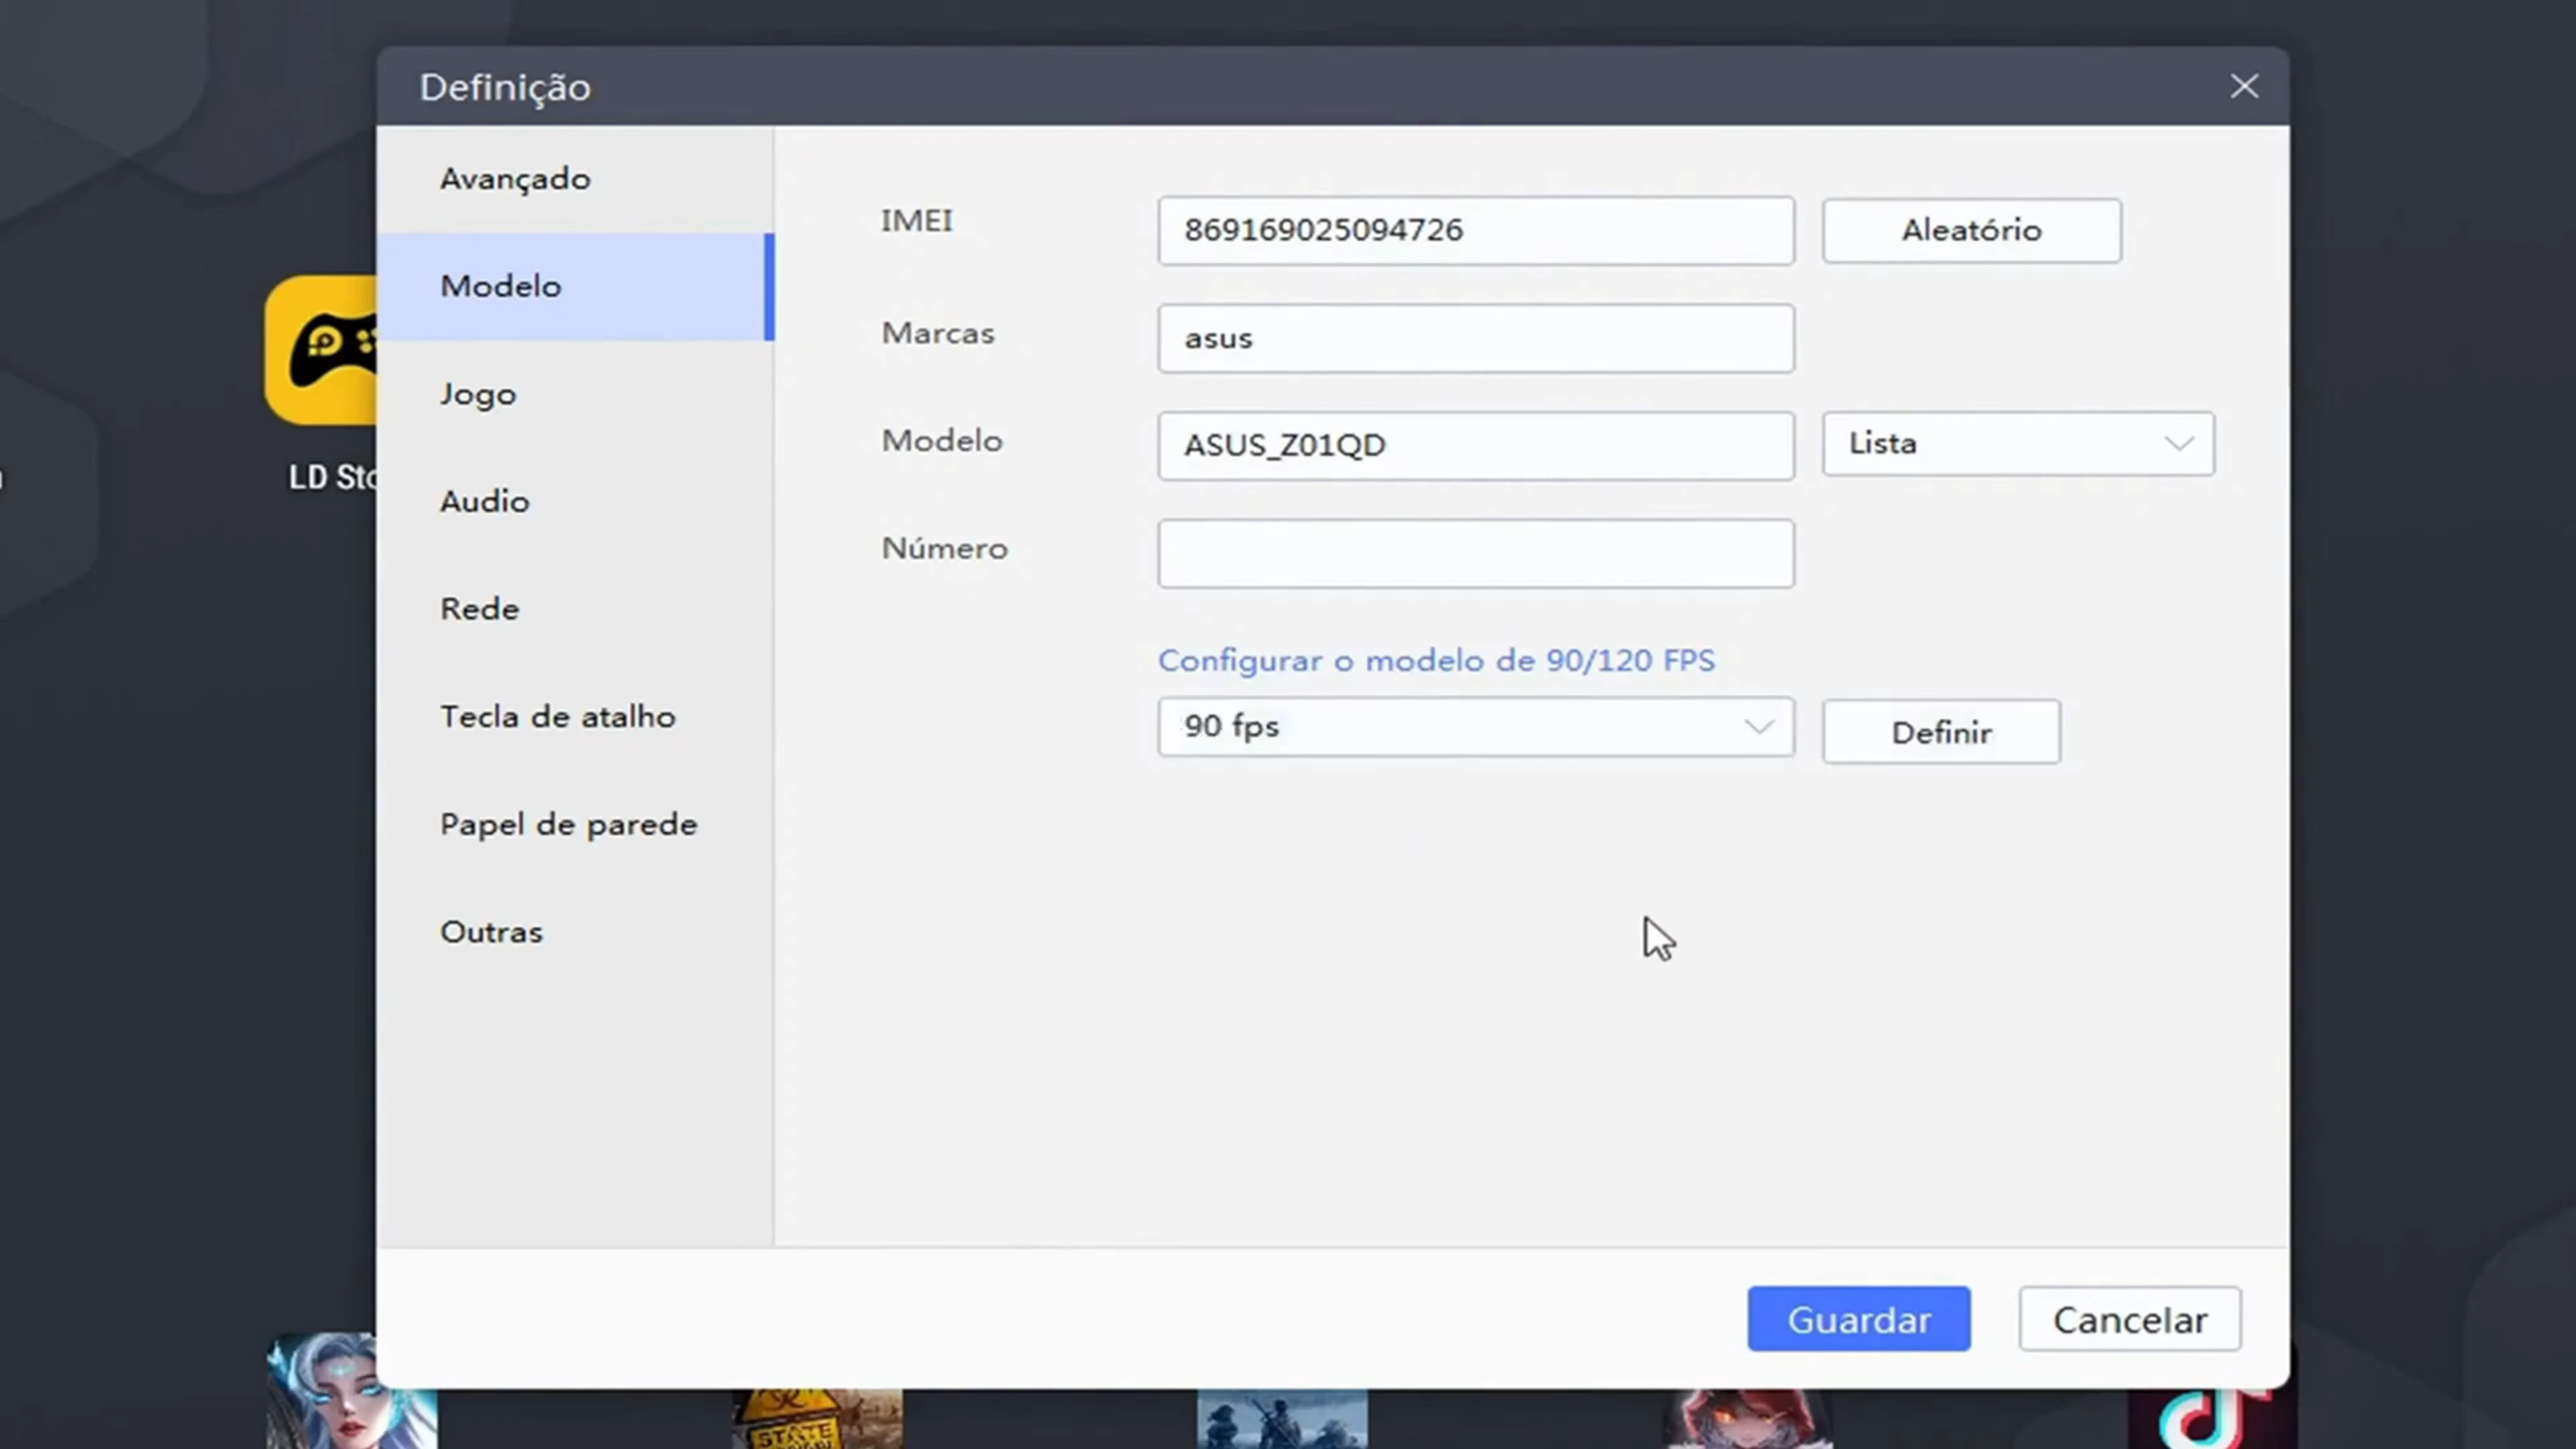 Definição
Avançado
Modelo
Jogo
Audio
Rede
Tecla de atalho
Papel de parede
Outras
IMEI
869169025094726
Aleatório
Marcas
asus
Modelo
ASUS_Z01QD
Lista
Número
Configurar o modelo de 90/120 FPS
90 fps
Definir
Guardar
Cancelar
LD Sto
STATE